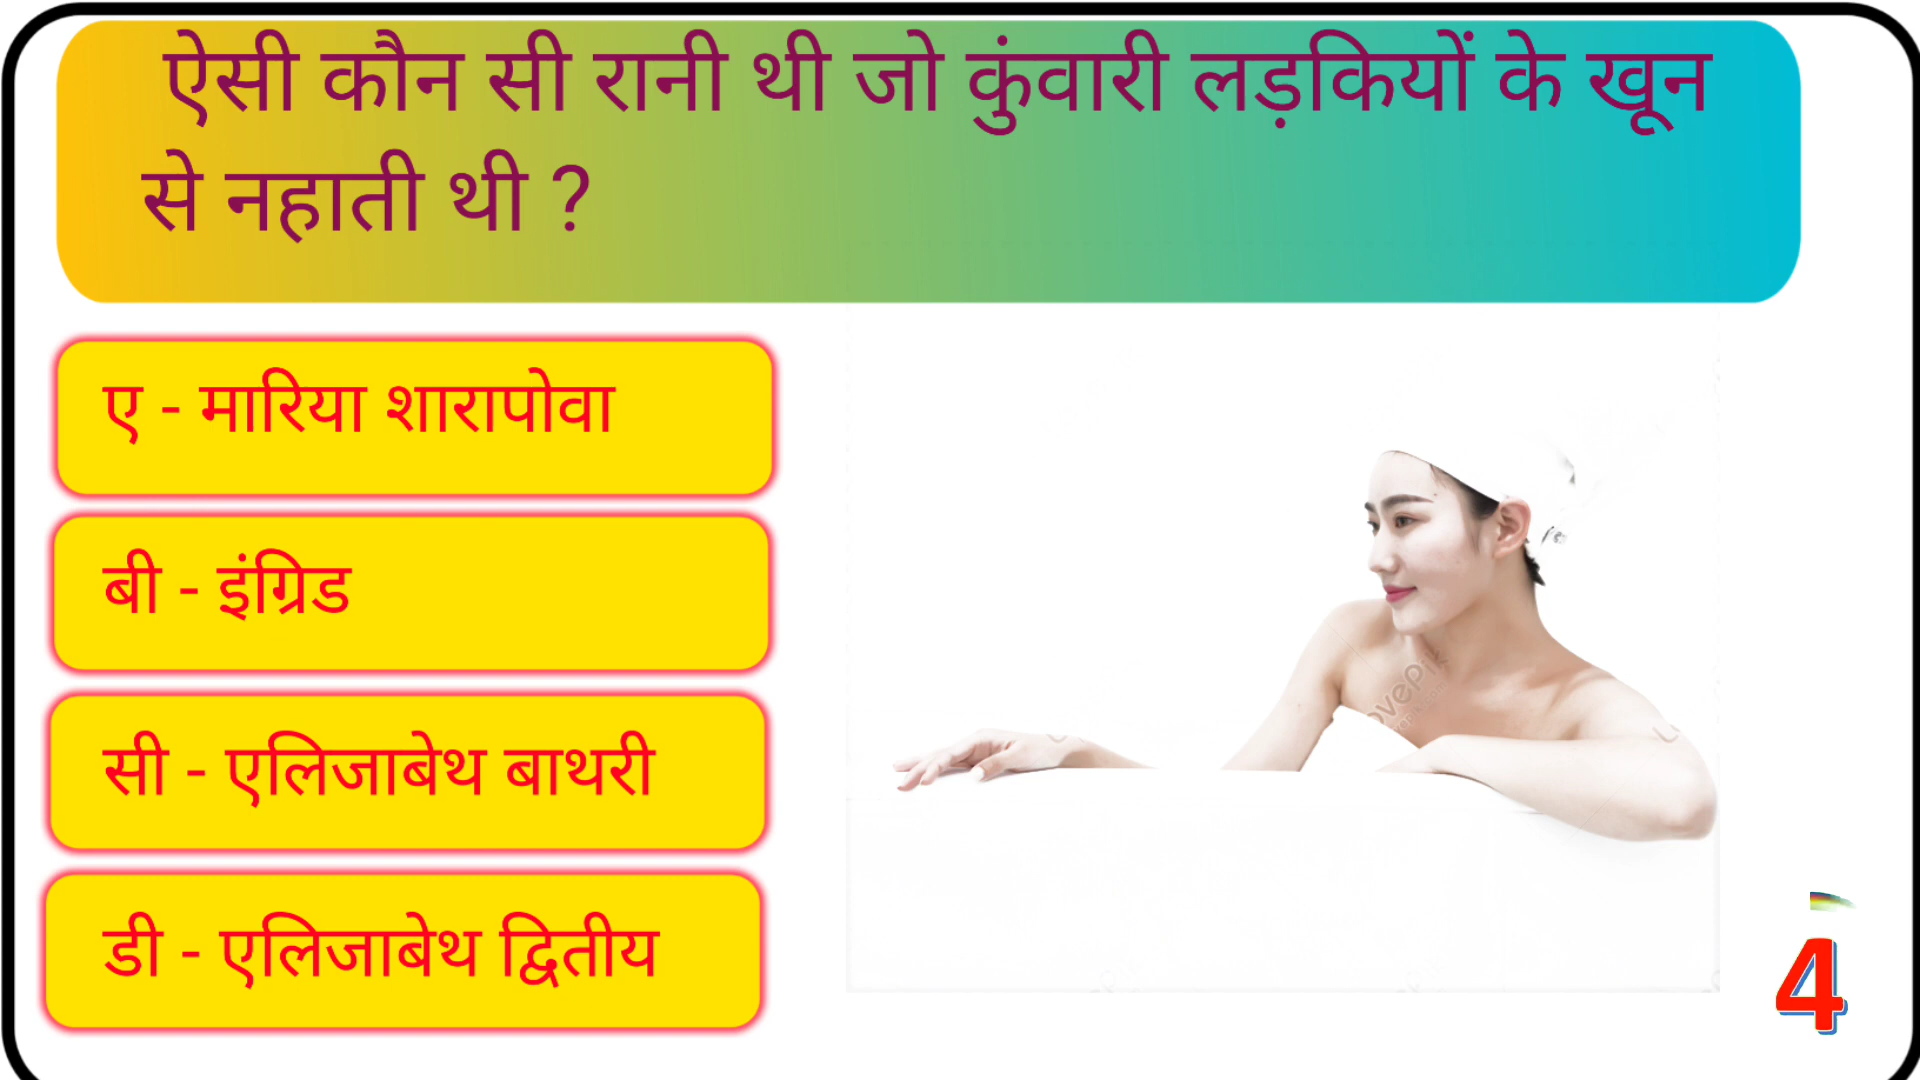 ऐसी कौन सी रानी थी जो कुंवारी लड़कियों के खून
से नहाती थी ?
ए - मारिया शारापोवा
बी - इंग्रिड
सी - एलिजाबेथ बाथरी
डी - एलिजाबेथ द्वितीय
4